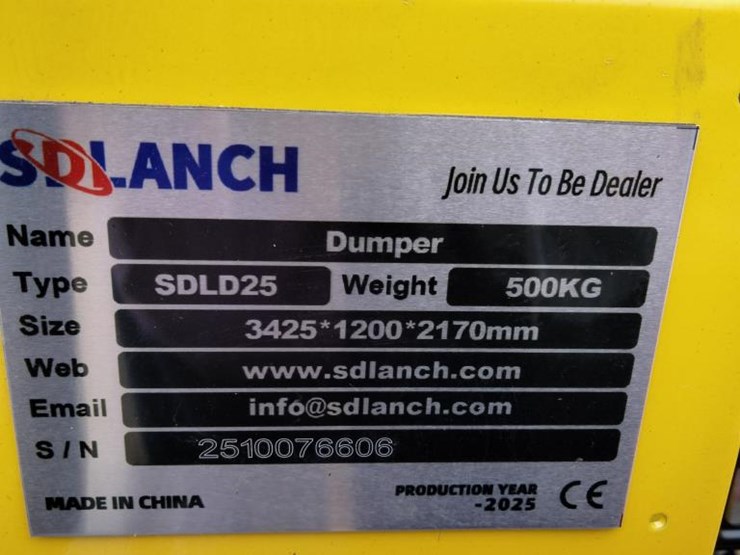 SDLANCH
Join Us To Be Dealer
Name Dumper
Type SDLD25 Weight 500KG
Size 3425*1200*2170mm
Web www.sdlanch.com
Email info@sdlanch.com
S / N 2510076606
MADE IN CHINA
PRODUCTION YEAR
-2025
CE